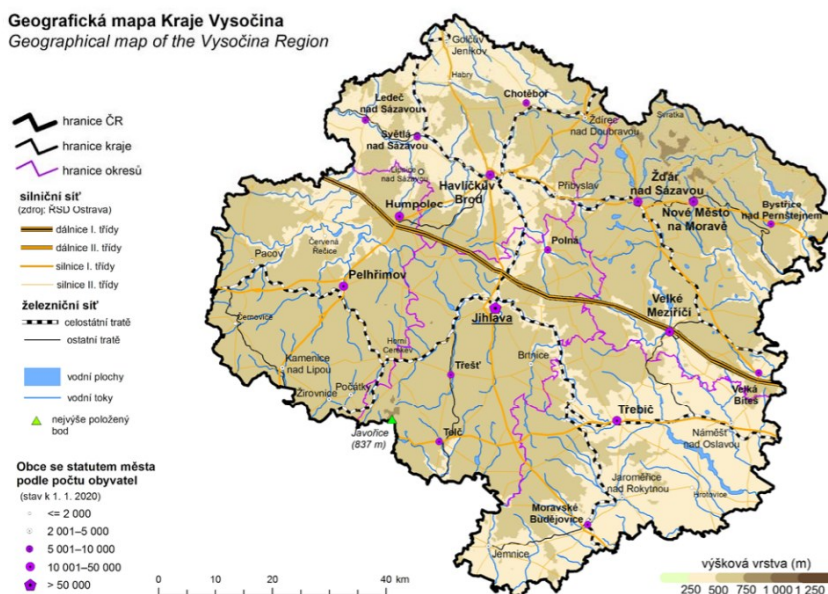 Geografická mapa Kraje Vysočina
Geographical map of the Vysočina Region
hranice ČR
hranice kraje
hranice okresů
silniční síť
(zdroj: ŘSD Ostrava)
dálnice I. třídy
dálnice II. třídy
silnice I. třídy
silnice II. třídy
železniční síť
celostátní tratě
ostatní tratě
vodní plochy
vodní toky
nejvýše položený
bod
Obce se statutem města
podle počtu obyvatel
(stav k 1. 1. 2020)
<= 2 000
2 001–5 000
5 001–10 000
10 001–50 000
> 50 000
Golčův
Jeníkov
Habry
Chotěboř
Ledeč
nad Sázavou
Světlá
nad Sázavou
Ždírec
nad Doubravou
Svratka
nad Sázavou
Havlíčkův
Brod
Přibyslav
Žďár
nad Sázavou
Nové Město
na Moravě
Bystřice
nad Pernštejnem
Humpolec
Polná
Červená
Řečice
Pacov
Pelhřimov
Jihlava
Velké
Meziříčí
Černovice
Horní
Cerekev
Kamenice
nad Lipou
Brtnice
Třešť
Počátky
Žirovnice
Velká
Bíteš
Javořice
(837 m)
Telč
Třebíč
Náměšť
nad Oslavou
Jaroměřice
nad Rokytnou
Hrotovice
Moravské
Budějovice
Jemnice
0 20 40 km
výšková vrstva (m)
250 500 750 1 000 1 250